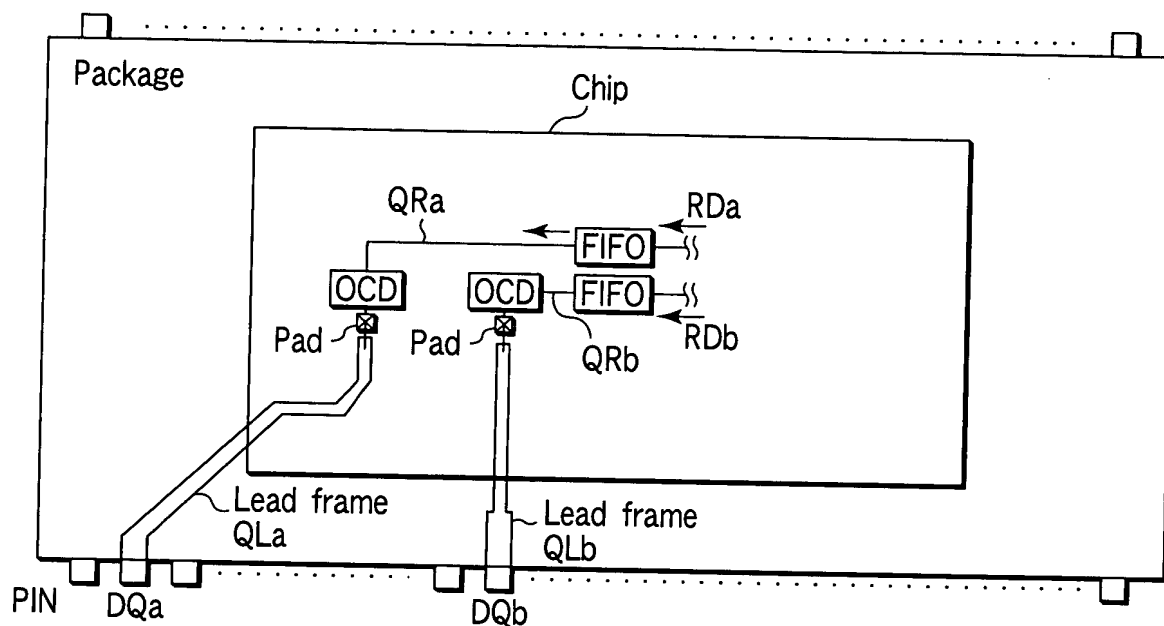 Package
Chip
QRa
RDa
FIFO
OCD
OCD
FIFO
Pad
Pad
QRb
RDb
Lead frame
QLa
Lead frame
QLb
PIN
DQa
DQb